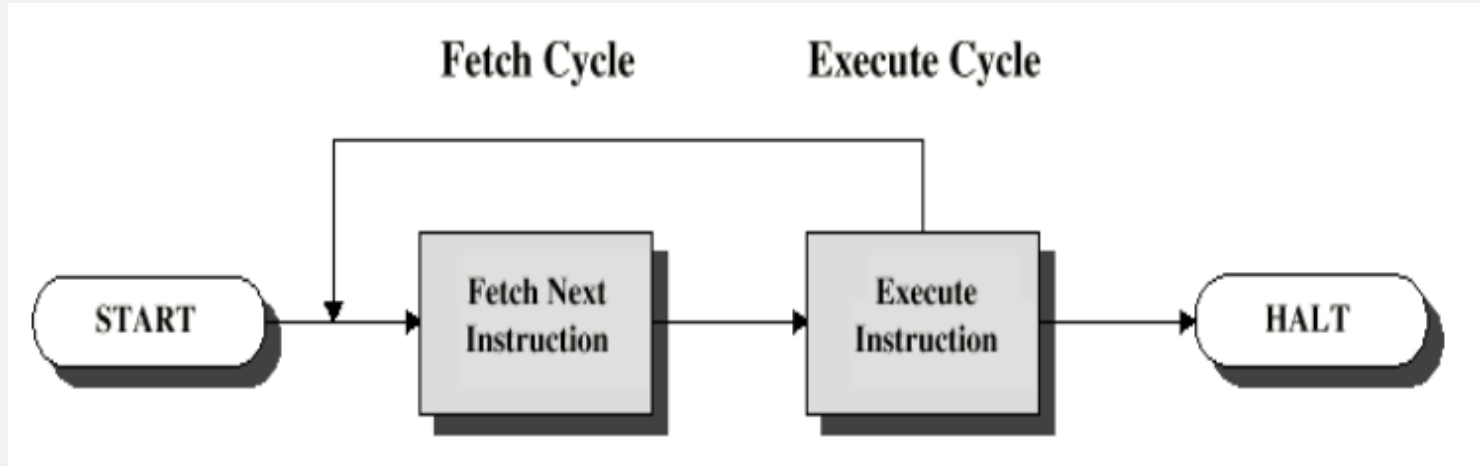 Fetch Cycle
Execute Cycle
START
Fetch Next
Instruction
Execute
Instruction
HALT